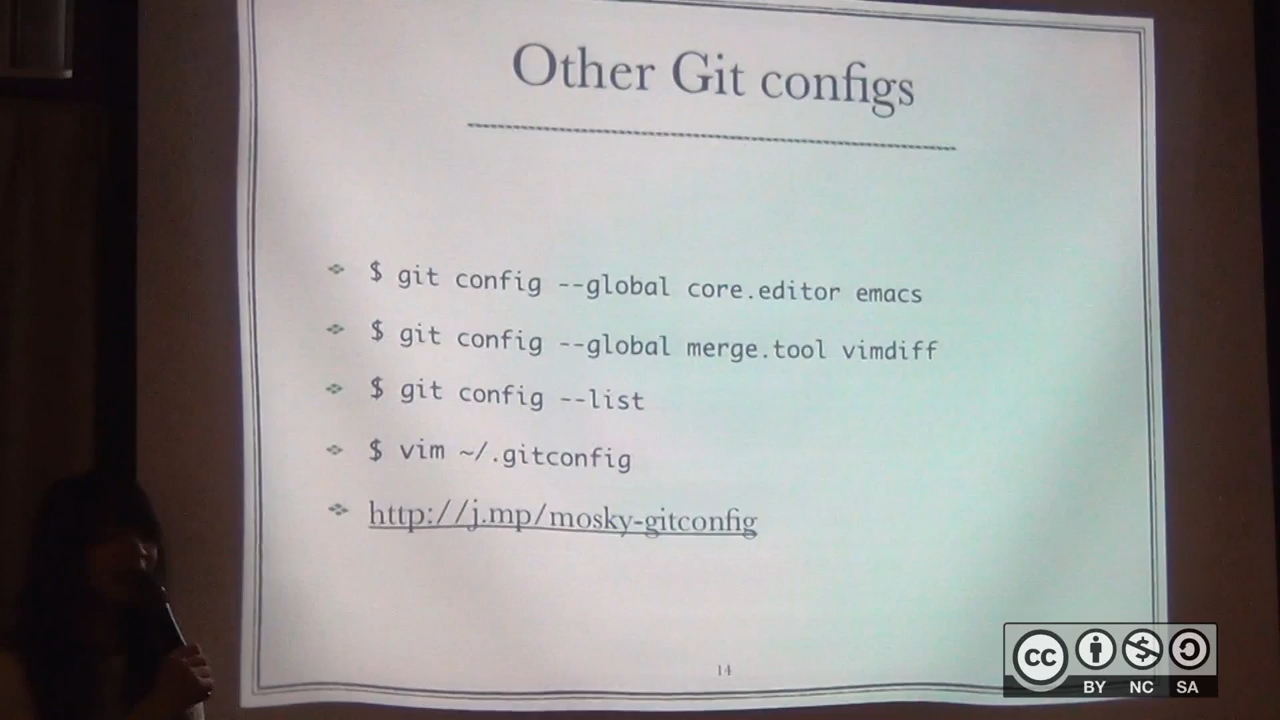 Other Git configs
$ git config --global core.editor emacs
$ git config --global merge.tool vimdiff
$ git config --list
$ vim ~/.gitconfig
http://j.mp/mosky-gitconfig
14
cc
BY NC SA